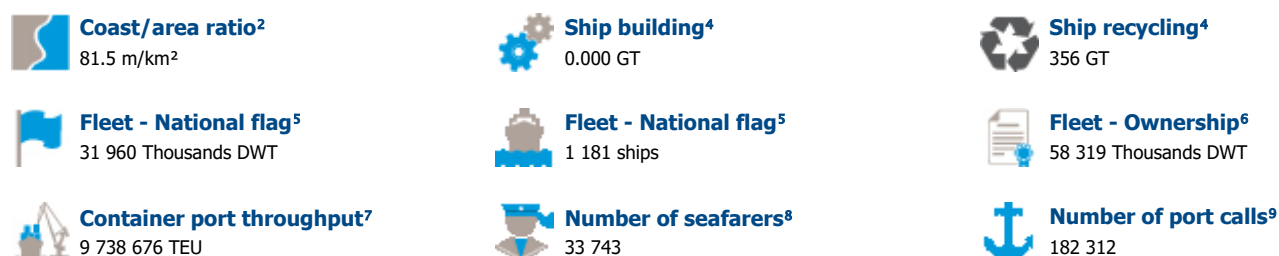 Coast/area ratio²
81.5 m/km²
Ship building⁴
0.000 GT
Ship recycling⁴
356 GT
Fleet - National flag⁵
31 960 Thousands DWT
Fleet - National flag⁵
1 181 ships
Fleet - Ownership⁶
58 319 Thousands DWT
Container port throughput⁷
9 738 676 TEU
Number of seafarers⁸
33 743
Number of port calls⁹
182 312